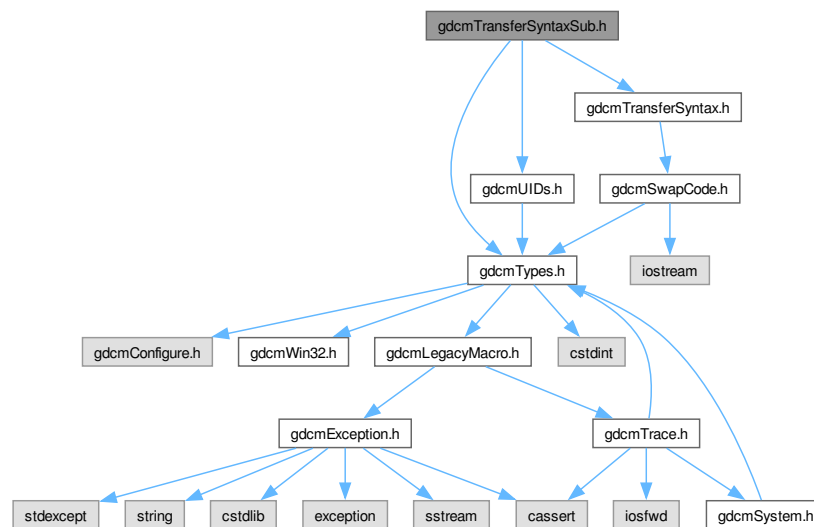 gdcmTransferSyntaxSub.h
gdcmTransferSyntax.h
gdcmUIDs.h
gdcmSwapCode.h
gdcmTypes.h
iostream
gdcmConfigure.h
gdcmWin32.h
gdcmLegacyMacro.h
cstdint
gdcmException.h
gdcmTrace.h
stdexcept
string
cstdlib
exception
sstream
cassert
iosfwd
gdcmSystem.h